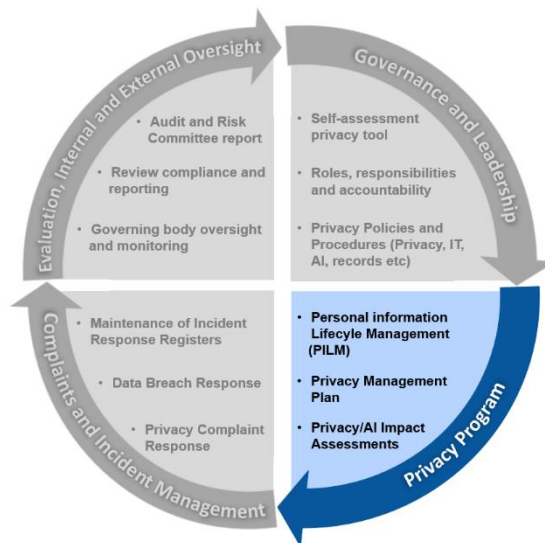 Evaluation, Internal and External Oversight
• Audit and Risk
Committee report
• Review compliance and
reporting
• Governing body oversight
and monitoring
Governance and Leadership
• Self-assessment
privacy tool
• Roles, responsibilities
and accountability
• Privacy Policies and
Procedures (Privacy, IT,
AI, records etc)
Complaints and Incident Management
• Maintenance of Incident
Response Registers
• Data Breach Response
• Privacy Complaint
Response
• Personal information
Lifecyle Management
(PILM)
• Privacy Management
Plan
• Privacy/AI Impact
Assessments
Privacy Program